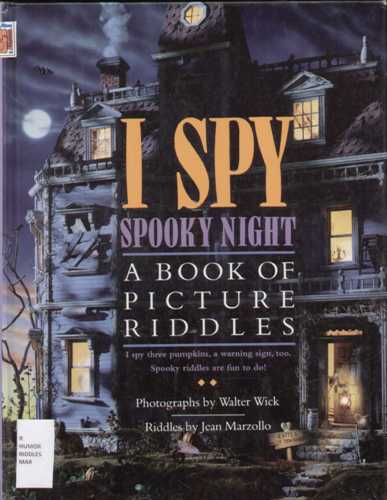 I SPY
SPOOKY NIGHT
A BOOK OF
PICTURE
RIDDLES
I spy three pumpkins, a warning sign, too.
Spooky riddles are fun to do!
Photographs by Walter Wick
Riddles by Jean Marzollo
R
HUMOR
RIDDLES
MAR